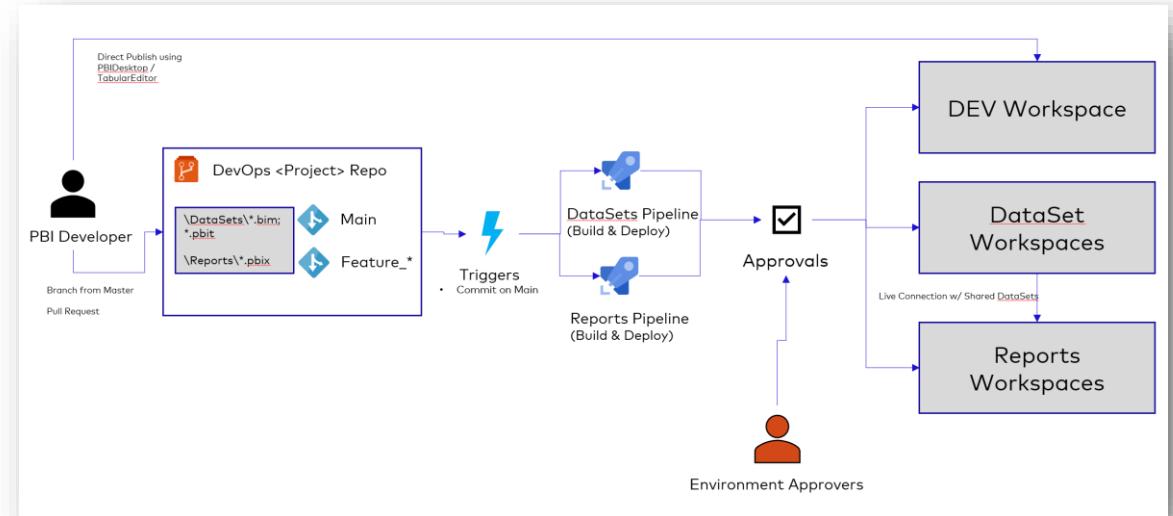 Direct Publish using
PBIDesktop /
TabularEditor
DEV Workspace
DevOps <Project> Repo
\DataSets\*.bim;
*.pbit
\Reports\*.pbix
Main
Feature_*
PBI Developer
Branch from Master
Pull Request
Triggers
• Commit on Main
DataSets Pipeline
(Build & Deploy)
Reports Pipeline
(Build & Deploy)
Approvals
DataSet
Workspaces
Live Connection w/ Shared DataSets
Reports
Workspaces
Environment Approvers